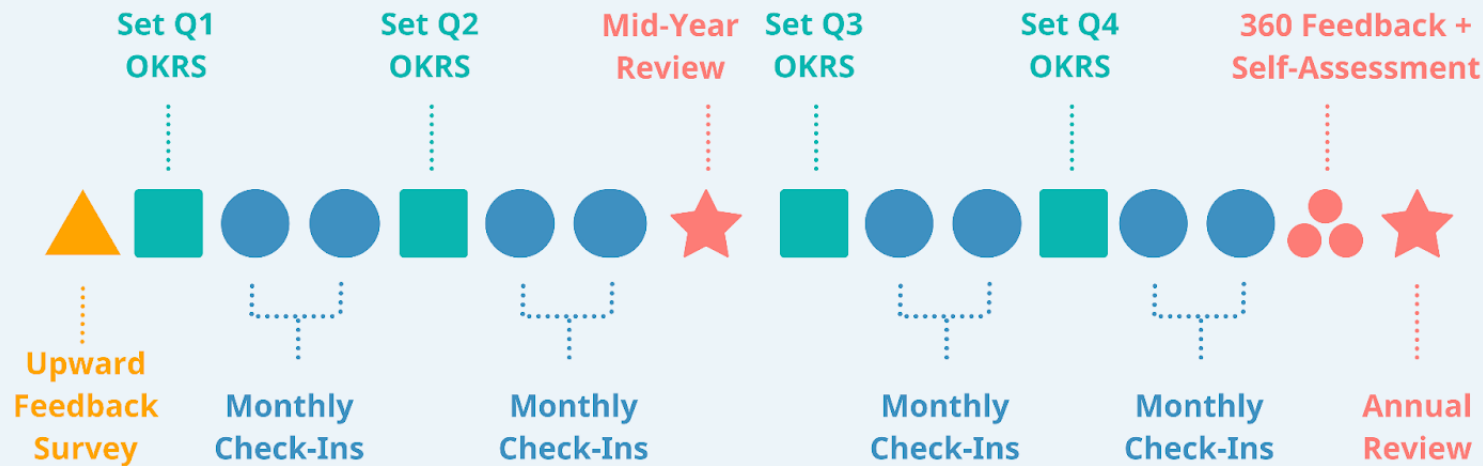 Set Q1
OKRS
Set Q2
OKRS
Mid-Year
Review
Set Q3
OKRS
Set Q4
OKRS
360 Feedback +
Self-Assessment
Upward
Feedback
Survey
Monthly
Check-Ins
Monthly
Check-Ins
Monthly
Check-Ins
Monthly
Check-Ins
Annual
Review